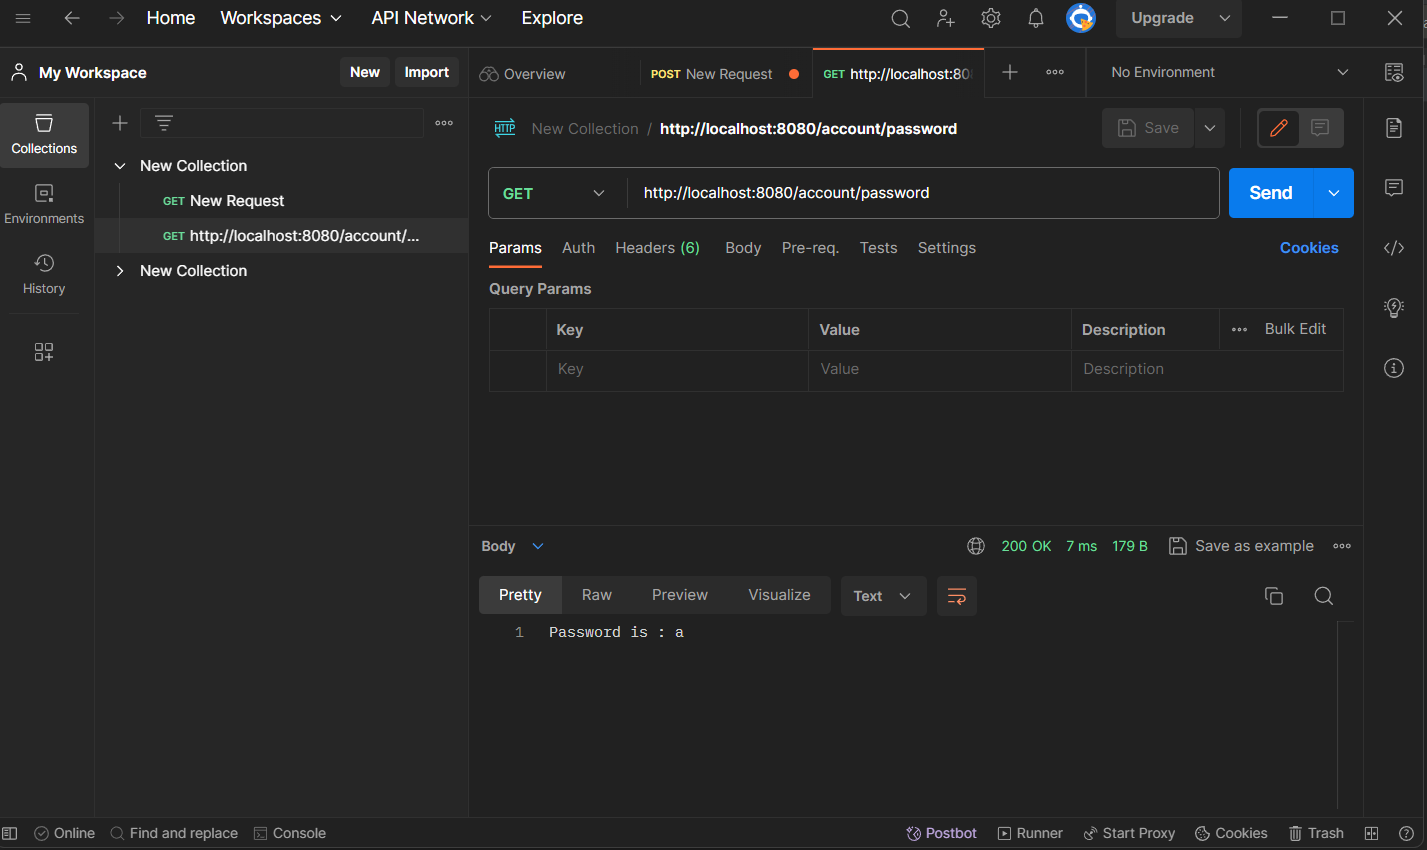 Home Workspaces API Network Explore Upgrade
My Workspace New Import
Overview POST New Request GET http://localhost:80 No Environment
Collections
Environments
History
New Collection
GET New Request
GET http://localhost:8080/account/...
New Collection
HTTP New Collection / http://localhost:8080/account/password Save
GET http://localhost:8080/account/password Send
Params Auth Headers (6) Body Pre-req. Tests Settings Cookies
Query Params
Key Value Description Bulk Edit
Key Value Description
Body 200 OK 7 ms 179 B Save as example
Pretty Raw Preview Visualize Text
1 Password is : a
Online Find and replace Console Postbot Runner Start Proxy Cookies Trash